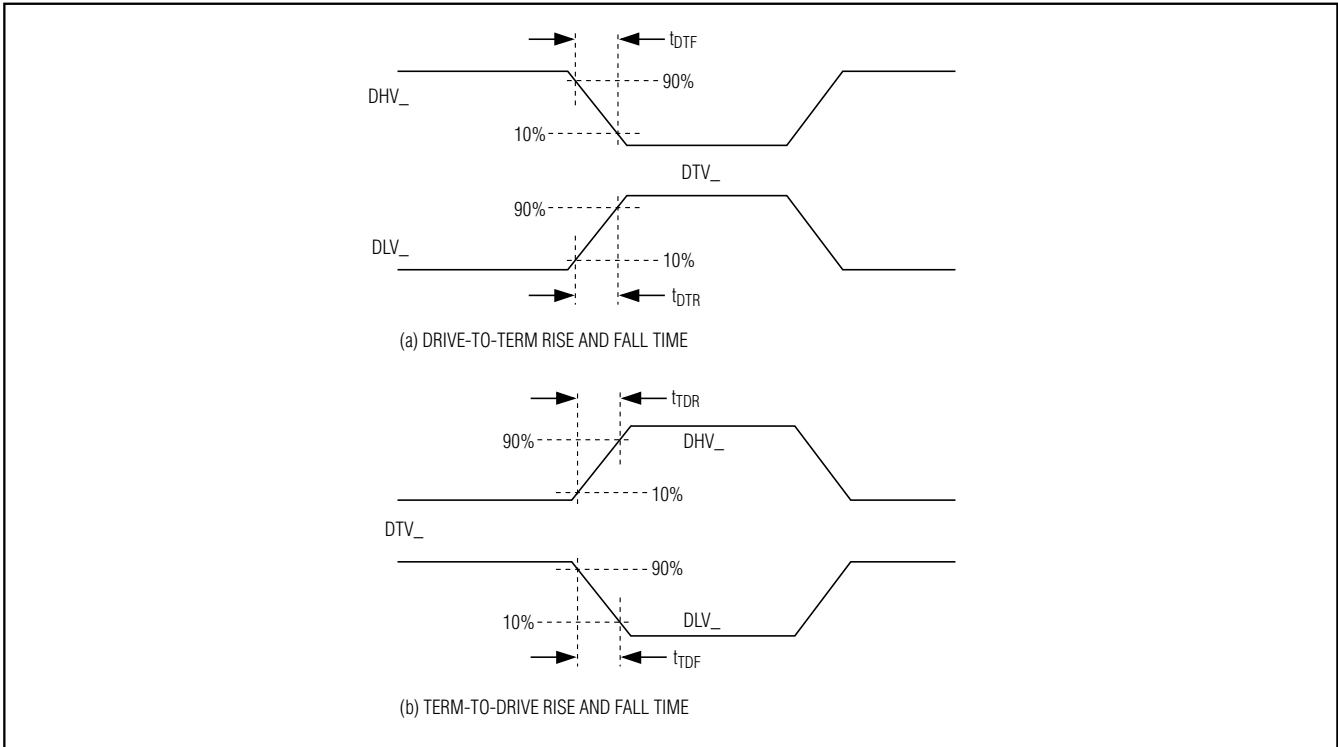 tDTF
90%
DHV_
10%
DTV_
90%
DLV_
10%
tDTR
(a) DRIVE-TO-TERM RISE AND FALL TIME
tTDR
90%
DHV_
10%
DTV_
90%
10%
DLV_
tTDF
(b) TERM-TO-DRIVE RISE AND FALL TIME